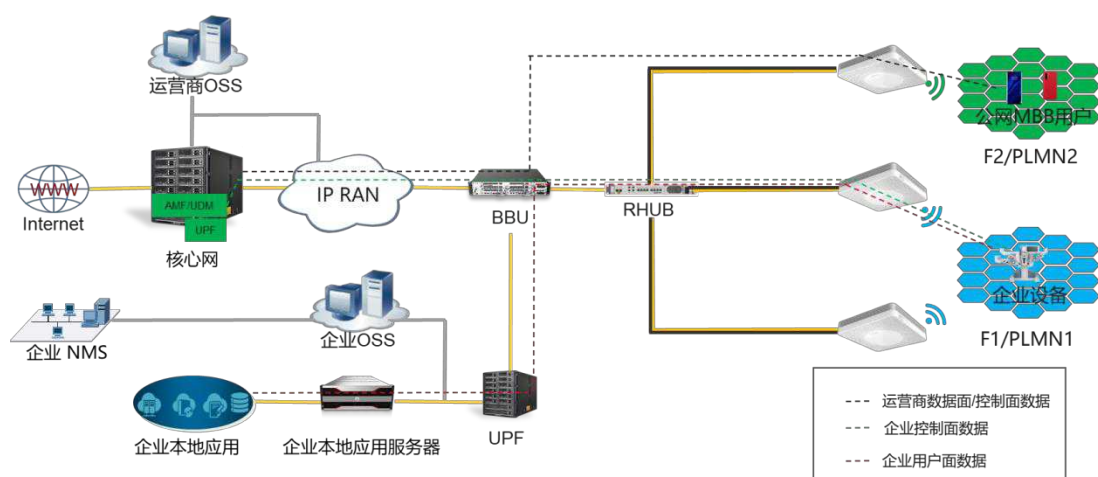 运营商OSS
公网MBB用户
F2/PLMN2
WWW
Internet
AMF/UDM
UPF
核心网
IP RAN
BBU
RHUB
企业设备
F1/PLMN1
企业 NMS
企业OSS
企业本地应用
企业本地应用服务器
UPF
运营商数据面/控制面数据
企业控制面数据
企业用户面数据